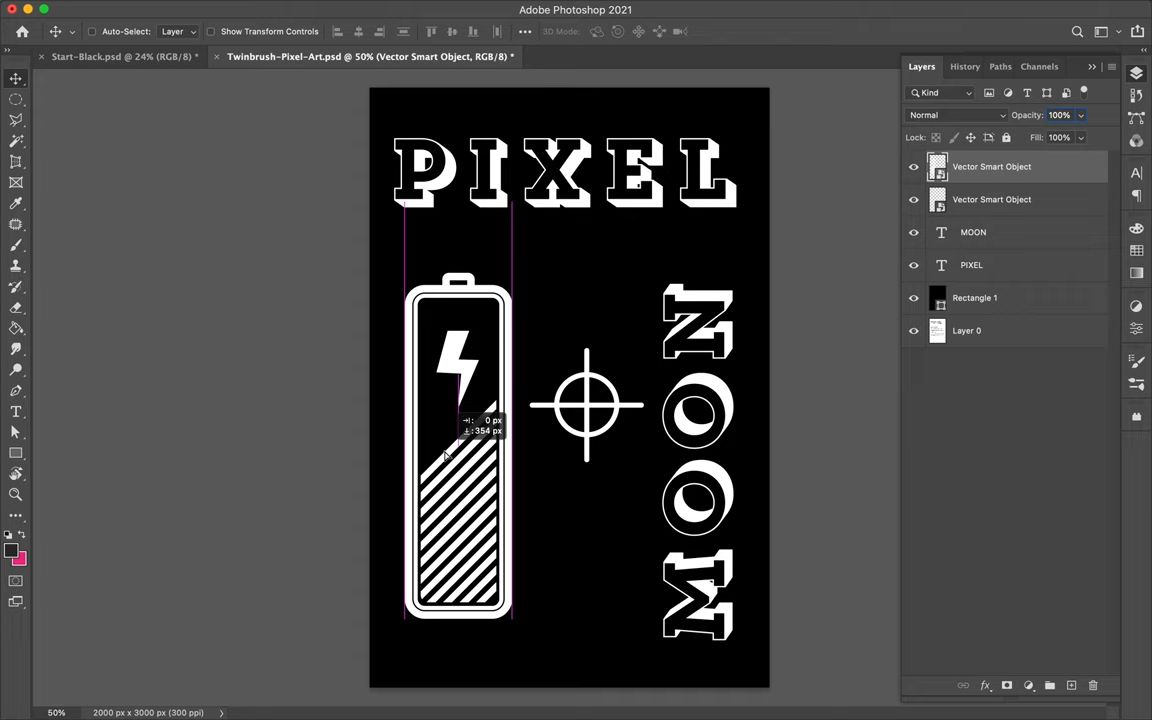 Adobe Photoshop 2021
Auto-Select: Layer Show Transform Controls 3D Mode:
Start-Black.psd @ 24% (RGB/8) * Twinbrush-Pixel-Art.psd @ 50% (Vector Smart Object, RGB/8) *
Layers History Paths Channels
Kind
Normal Opacity: 100%
Lock: Fill: 100%
Vector Smart Object
Vector Smart Object
T MOON
T PIXEL
Rectangle 1
Layer 0
PIXEL
MOON
0 px
: 354 px
50% 2000 px x 3000 px (300 ppi)
fx